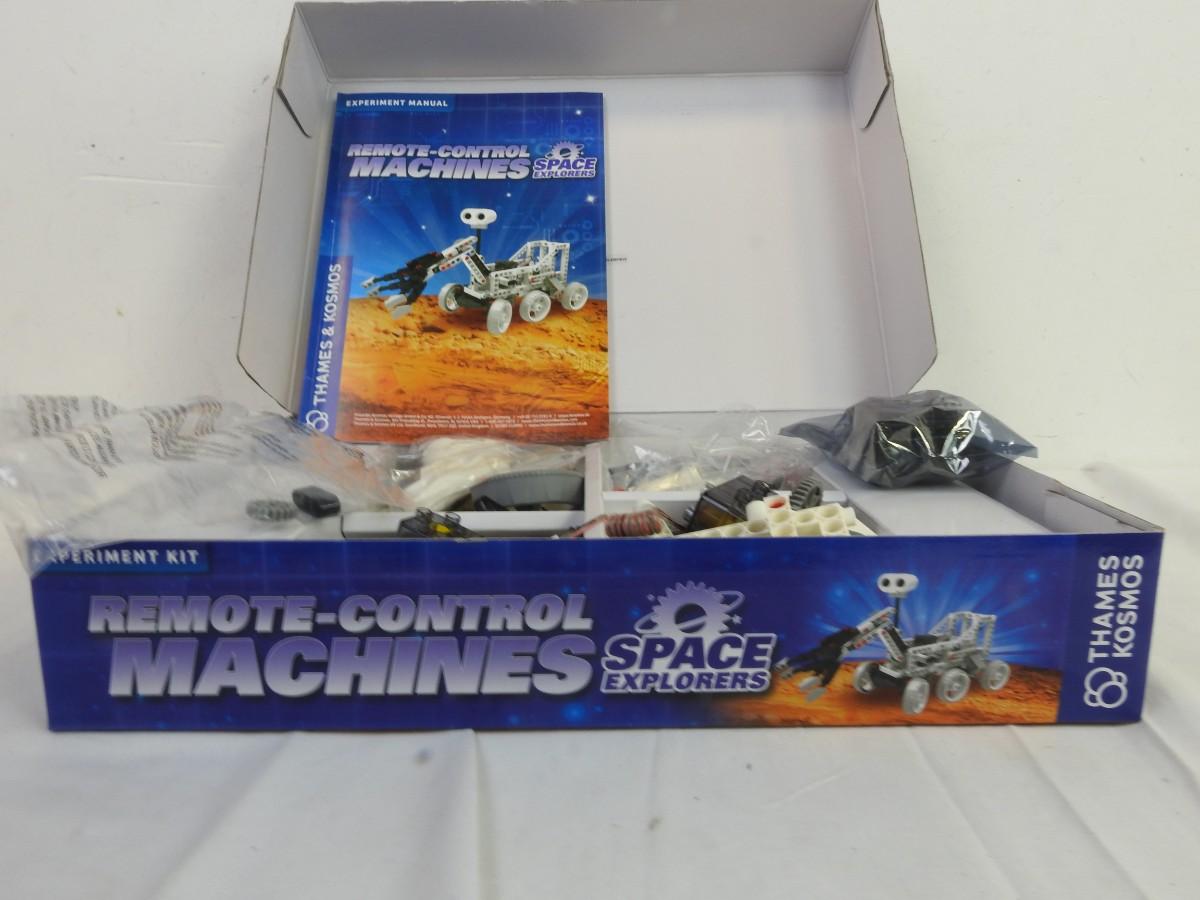 EXPERIMENT MANUAL
REMOTE-CONTROL
MACHINES
SPACE
EXPLORERS
THAMES & KOSMOS
EXPERIMENT KIT
REMOTE-CONTROL
MACHINES
SPACE
EXPLORERS
THAMES
KOSMOS